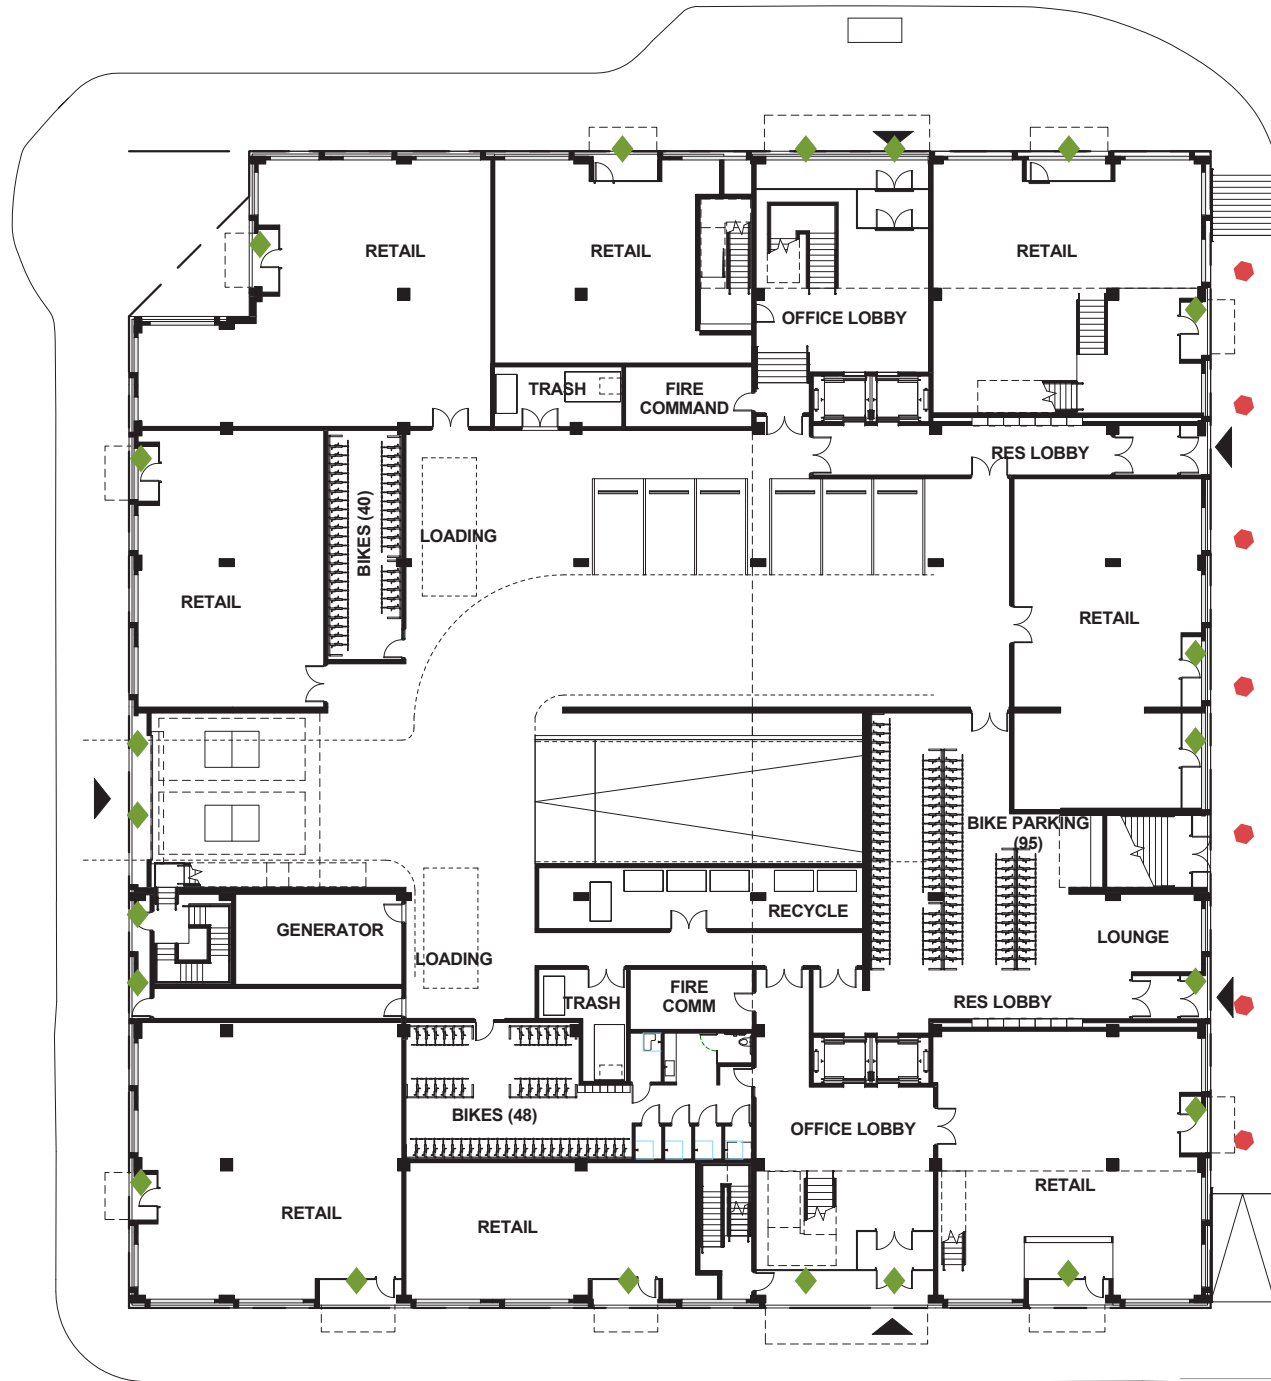 RETAIL
RETAIL
RETAIL
OFFICE LOBBY
TRASH
FIRE
COMMAND
RES LOBBY
BIKES (40)
LOADING
RETAIL
RETAIL
BIKE PARKING
(95)
RECYCLE
GENERATOR
LOUNGE
LOADING
FIRE
COMM
TRASH
RES LOBBY
BIKES (48)
OFFICE LOBBY
RETAIL
RETAIL
RETAIL